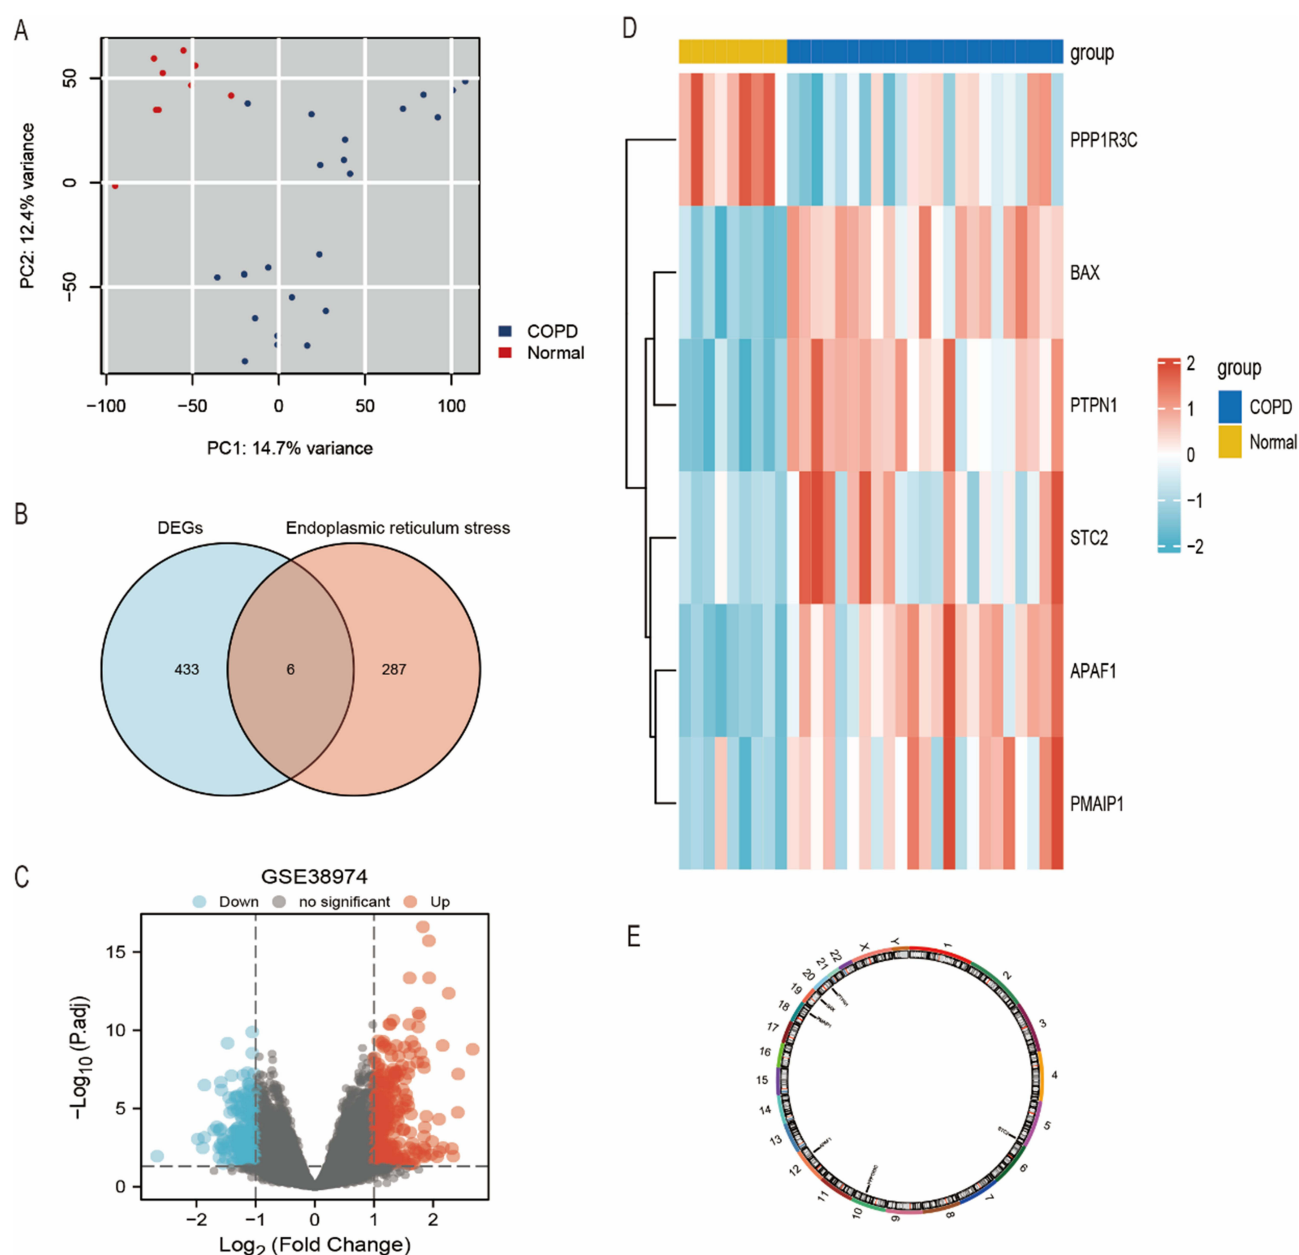 A
PC2: 12.4% variance
50
0
−50
−100
−50
0
50
100
PC1: 14.7% variance
COPD
Normal
B
DEGs
Endoplasmic reticulum stress
433
6
287
C
GSE38974
Down
no significant
Up
−Log10 (P.adj)
15
10
5
0
−2
−1
0
1
2
Log2 (Fold Change)
D
group
PPP1R3C
BAX
PTPN1
STC2
APAF1
PMAIP1
2
1
0
−1
−2
group
COPD
Normal
E
1
2
3
4
5
6
7
8
9
10
11
12
13
14
15
16
17
18
19
20
21
22
X
Y